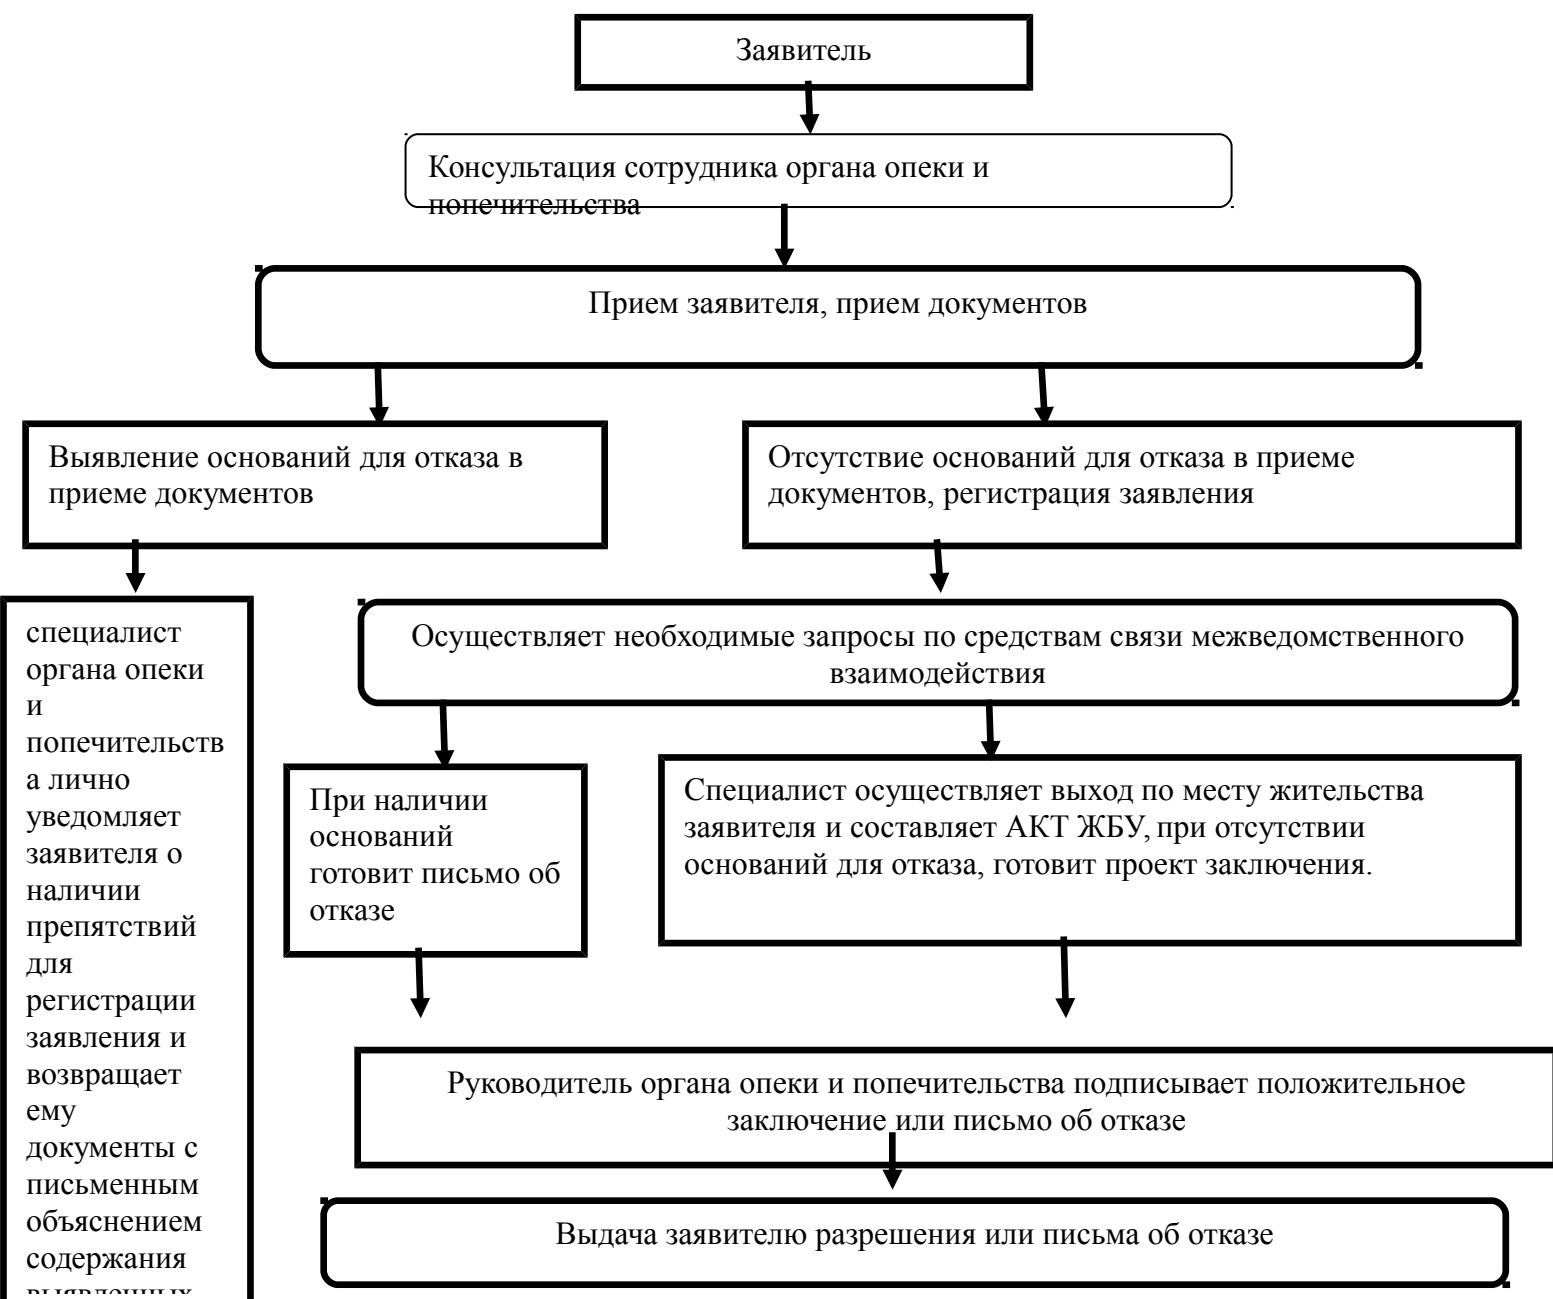 Заявитель
Консультация сотрудника органа опеки и
попечительства
Прием заявителя, прием документов
Выявление оснований для отказа в
приеме документов
Отсутствие оснований для отказа в приеме
документов, регистрация заявления
специалист
органа опеки
и
попечительств
а лично
уведомляет
заявителя о
наличии
препятствий
для
регистрации
заявления и
возвращает
ему
документы с
письменным
объяснением
содержания
выявленных
Осуществляет необходимые запросы по средствам связи межведомственного
взаимодействия
При наличии
оснований
готовит письмо об
отказе
Специалист осуществляет выход по месту жительства
заявителя и составляет АКТ ЖБУ, при отсутствии
оснований для отказа, готовит проект заключения.
Руководитель органа опеки и попечительства подписывает положительное
заключение или письмо об отказе
Выдача заявителю разрешения или письма об отказе